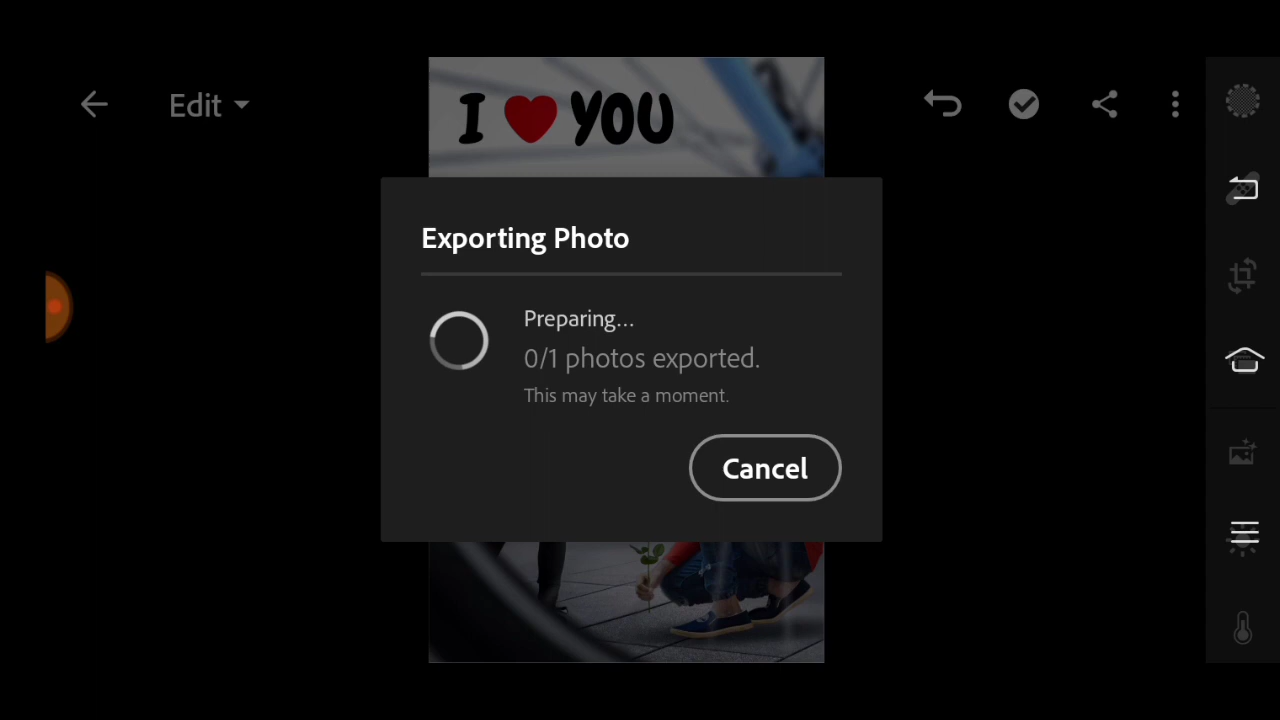 Edit
I ❤ YOU
Exporting Photo
Preparing...
0/1 photos exported.
This may take a moment.
Cancel